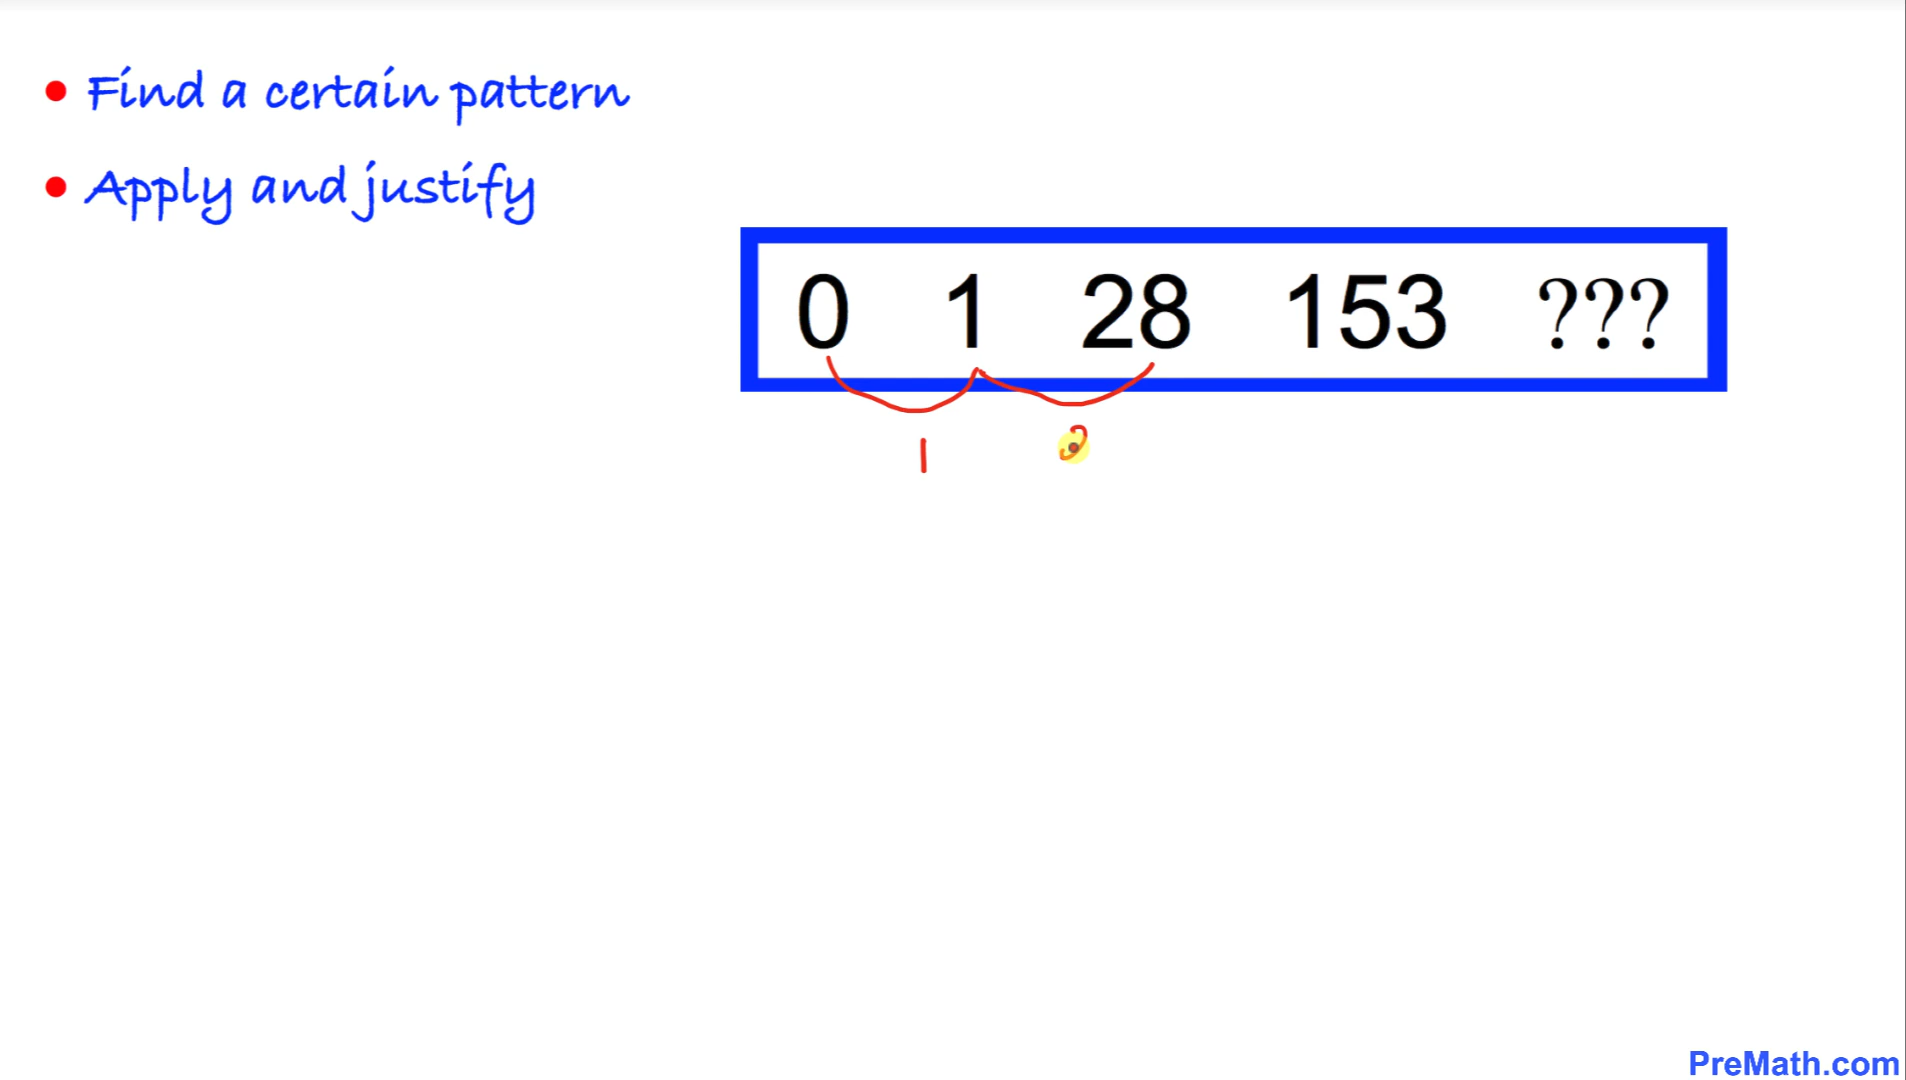 Find a certain pattern
Apply and justify
0 1 28 153 ???
1 2
PreMath.com